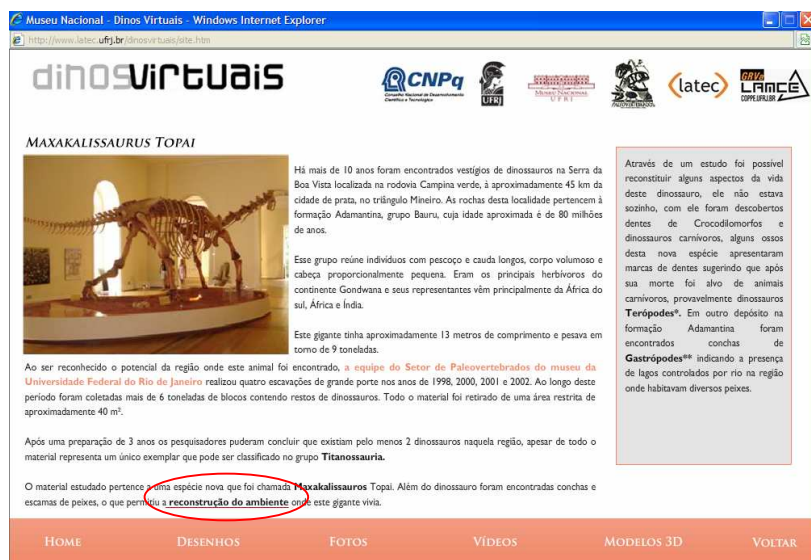 Museu Nacional - Dinos Virtuais - Windows Internet Explorer
http://www.latec.ufrj.br/dinosvirtuais/site.htm
dinosvirtuais
CNPq
Conselho Nacional de Desenvolvimento
Científico e Tecnológico
UFRJ
MUSEU NACIONAL
UFRJ
latec
GRVa
LAMCE
COPPE.UFRJ.BR
MAXAKALISSAURUS TOPAI
Há mais de 10 anos foram encontrados vestígios de dinossauros na Serra da
Boa Vista localizada na rodovia Campina verde, à aproximadamente 45 km da
cidade de prata, no triângulo Mineiro. As rochas desta localidade pertencem à
formação Adamantina, grupo Bauru, cuja idade aproximada é de 80 milhões
de anos.
Esse grupo reúne indivíduos com pescoço e cauda longos, corpo volumoso e
cabeça proporcionalmente pequena. Eram os principais herbívoros do
continente Gondwana e seus representantes vêm principalmente da África do
sul, África e Índia.
Este gigante tinha aproximadamente 13 metros de comprimento e pesava em
torno de 9 toneladas.
Ao ser reconhecido o potencial da região onde este animal foi encontrado, a equipe do Setor de Paleovertebrados do museu da
Universidade Federal do Rio de Janeiro realizou quatro escavações de grande porte nos anos de 1998, 2000, 2001 e 2002. Ao longo deste
período foram coletadas mais de 6 toneladas de blocos contendo restos de dinossauros. Todo o material foi retirado de uma área restrita de
aproximadamente 40 m².
Após uma preparação de 3 anos os pesquisadores puderam concluir que existiam pelo menos 2 dinossauros naquela região, apesar de todo o
material representa um único exemplar que pode ser classificado no grupo Titanossauria.
O material estudado pertence a uma espécie nova que foi chamada Maxakalissauros Topai. Além do dinossauro foram encontradas conchas e
escamas de peixes, o que permitiu a reconstrução do ambiente onde este gigante vivia.
Através de um estudo foi possível
reconstituir alguns aspectos da vida
deste dinossauro, ele não estava
sozinho, com ele foram descobertos
dentes de Crocodilomorfos e
dinossauros carnívoros, alguns ossos
desta nova espécie apresentaram
marcas de dentes sugerindo que após
sua morte foi alvo de animais
carnívoros, provavelmente dinossauros
Terópodes*. Em outro depósito na
formação Adamantina foram
encontrados conchas de
Gastrópodes** indicando a presença
de lagos controlados por rio na região
onde habitavam diversos peixes.
HOME DESENHOS FOTOS VÍDEOS MODELOS 3D VOLTAR